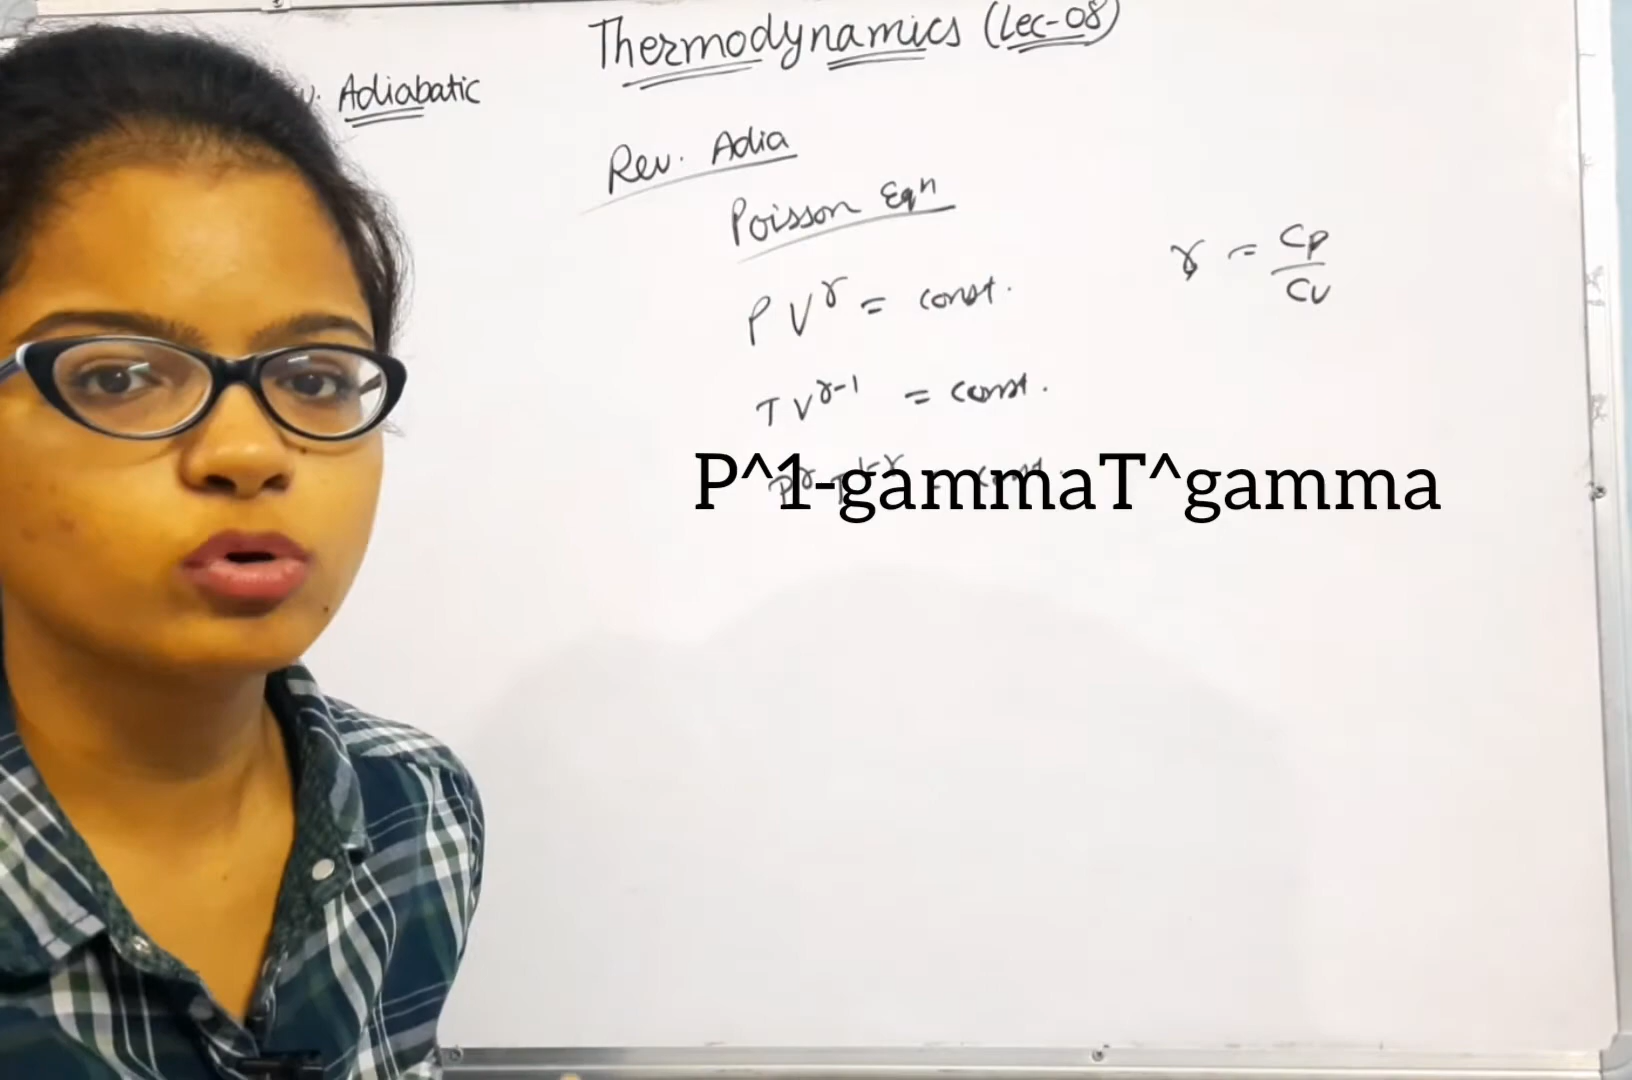 Thermodynamics (Lec-08)
Adiabatic
Rev. Adia
Poisson Eqⁿ
γ = Cp/Cv
PV^γ = const.
TV^γ-1 = const.
P^1-gammaT^gamma